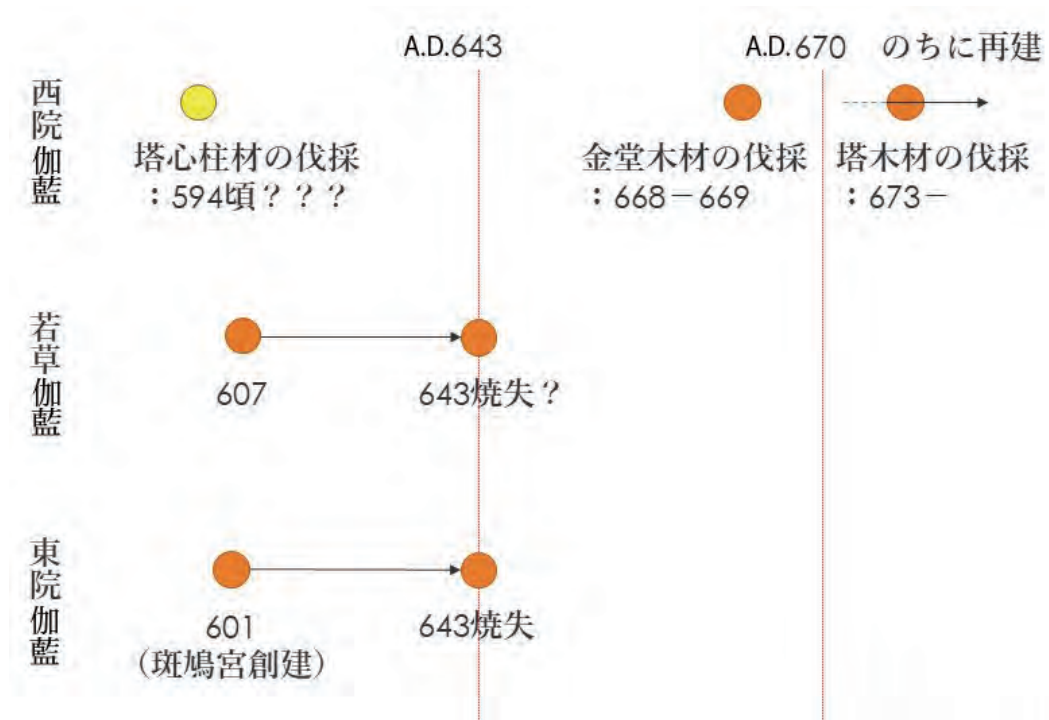 A.D.643
A.D.670 のちに再建
西院伽藍
塔心柱材の伐採
:594頃???
金堂木材の伐採
:668－669
塔木材の伐採
:673－
若草伽藍
607
643焼失?
東院伽藍
601
(斑鳩宮創建)
643焼失